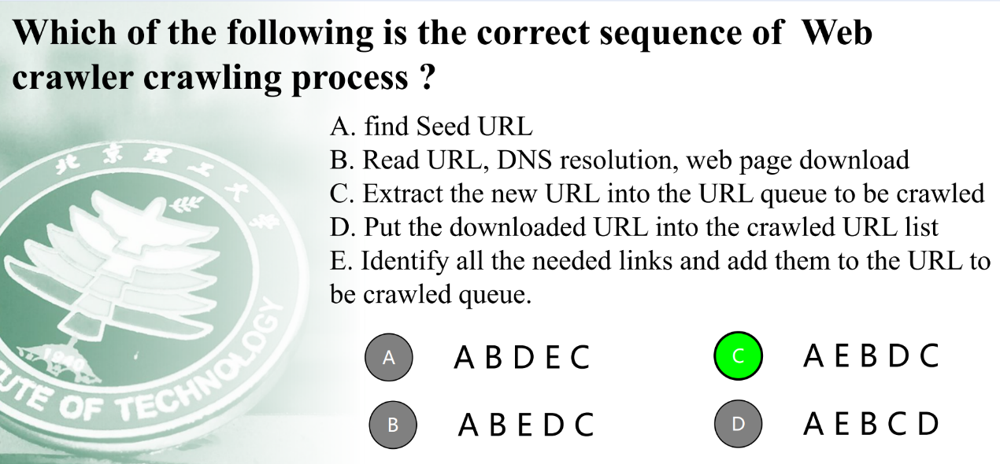 Which of the following is the correct sequence of Web
crawler crawling process ?
A. find Seed URL
B. Read URL, DNS resolution, web page download
C. Extract the new URL into the URL queue to be crawled
D. Put the downloaded URL into the crawled URL list
E. Identify all the needed links and add them to the URL to
be crawled queue.
A A B D E C
C A E B D C
B A B E D C
D A E B C D
北京理工大学
1940
UTE OF TECHNOLOGY